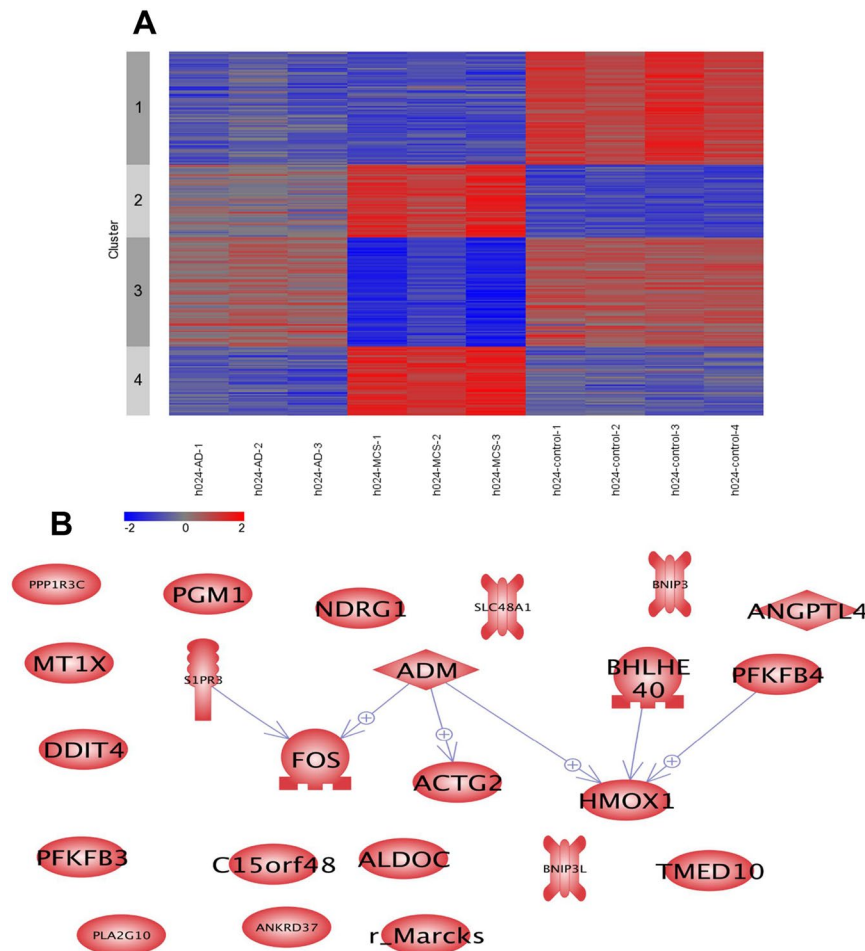 A
Cluster
1
2
3
4
h024-AD-1
h024-AD-2
h024-AD-3
h024-MCS-1
h024-MCS-2
h024-MCS-3
h024-control-1
h024-control-2
h024-control-3
h024-control-4
-2 0 2
B
PPP1R3C
PGM1
NDRG1
SLC48A1
BNIP3
ANGPTL4
MT1X
S1PR3
ADM
BHLHE
40
PFKFB4
DDIT4
FOS
ACTG2
HMOX1
PFKFB3
C15orf48
ALDOC
BNIP3L
TMED10
PLA2G10
ANKRD37
r_Marcks